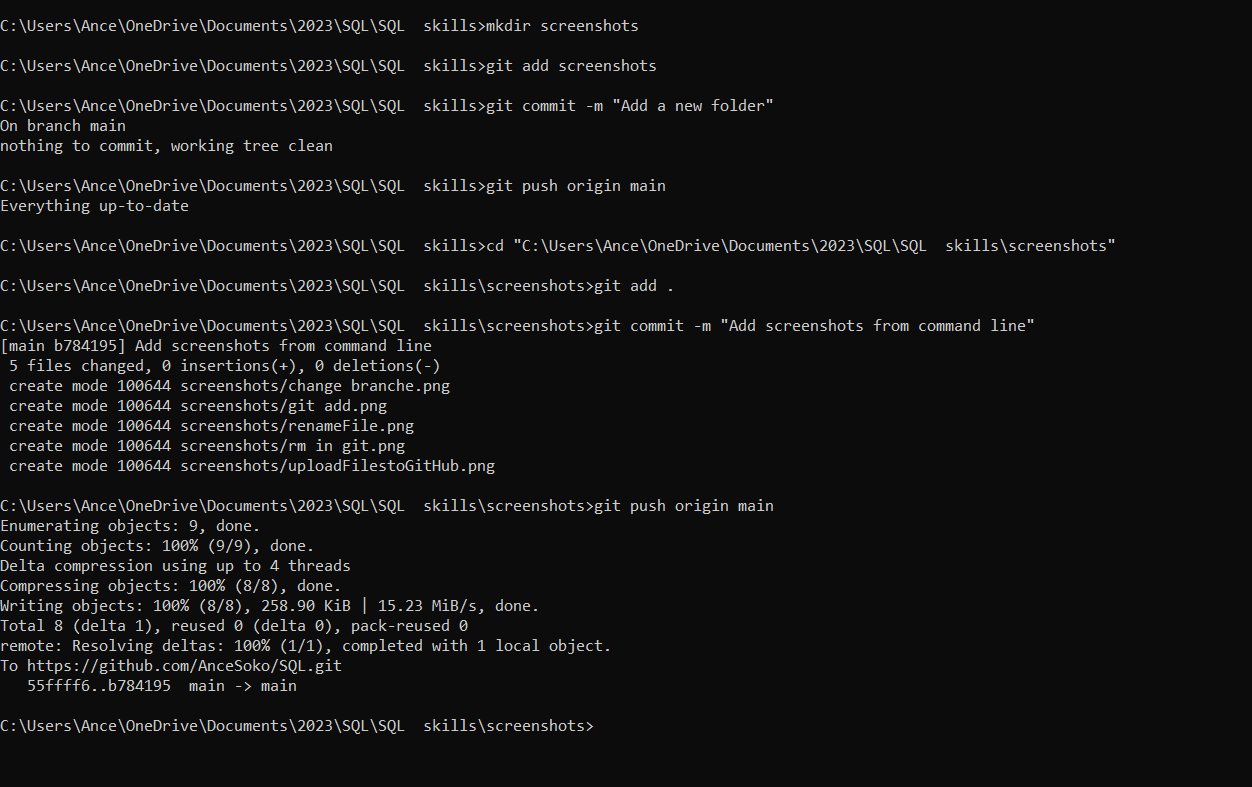 C:\Users\Ance\OneDrive\Documents\2023\SQL\SQL  skills>mkdir screenshots
C:\Users\Ance\OneDrive\Documents\2023\SQL\SQL  skills>git add screenshots
C:\Users\Ance\OneDrive\Documents\2023\SQL\SQL  skills>git commit -m "Add a new folder"
On branch main
nothing to commit, working tree clean
C:\Users\Ance\OneDrive\Documents\2023\SQL\SQL  skills>git push origin main
Everything up-to-date
C:\Users\Ance\OneDrive\Documents\2023\SQL\SQL  skills>cd "C:\Users\Ance\OneDrive\Documents\2023\SQL\SQL  skills\screenshots"
C:\Users\Ance\OneDrive\Documents\2023\SQL\SQL  skills\screenshots>git add .
C:\Users\Ance\OneDrive\Documents\2023\SQL\SQL  skills\screenshots>git commit -m "Add screenshots from command line"
[main b784195] Add screenshots from command line
 5 files changed, 0 insertions(+), 0 deletions(-)
 create mode 100644 screenshots/change branche.png
 create mode 100644 screenshots/git add.png
 create mode 100644 screenshots/renameFile.png
 create mode 100644 screenshots/rm in git.png
 create mode 100644 screenshots/uploadFilestoGitHub.png
C:\Users\Ance\OneDrive\Documents\2023\SQL\SQL  skills\screenshots>git push origin main
Enumerating objects: 9, done.
Counting objects: 100% (9/9), done.
Delta compression using up to 4 threads
Compressing objects: 100% (8/8), done.
Writing objects: 100% (8/8), 258.90 KiB | 15.23 MiB/s, done.
Total 8 (delta 1), reused 0 (delta 0), pack-reused 0
remote: Resolving deltas: 100% (1/1), completed with 1 local object.
To https://github.com/AnceSoko/SQL.git
   55ffff6..b784195  main -> main
C:\Users\Ance\OneDrive\Documents\2023\SQL\SQL  skills\screenshots>